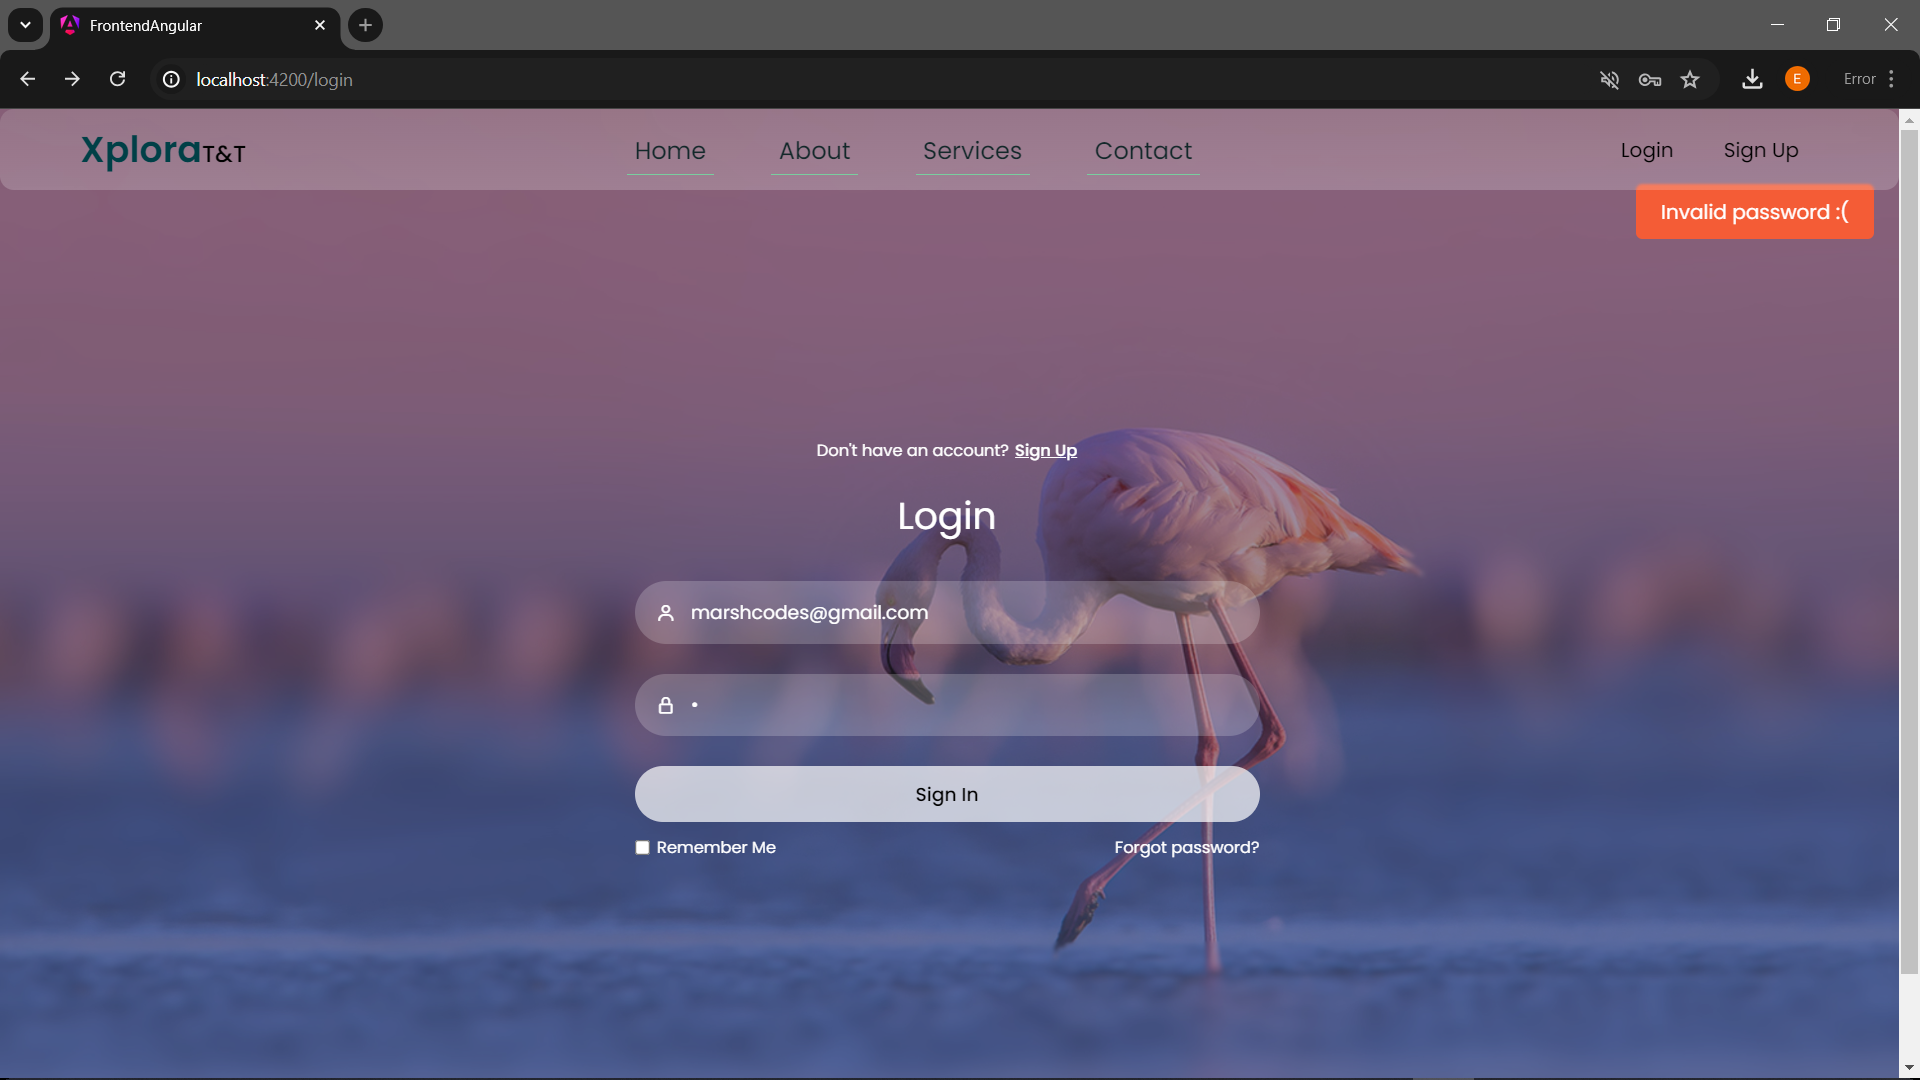 FrontendAngular
localhost:4200/login
E
Error
XploraT&T
Home About Services Contact
Login Sign Up
Invalid password :(
Don't have an account? Sign Up
Login
marshcodes@gmail.com
•
Sign In
Remember Me
Forgot password?